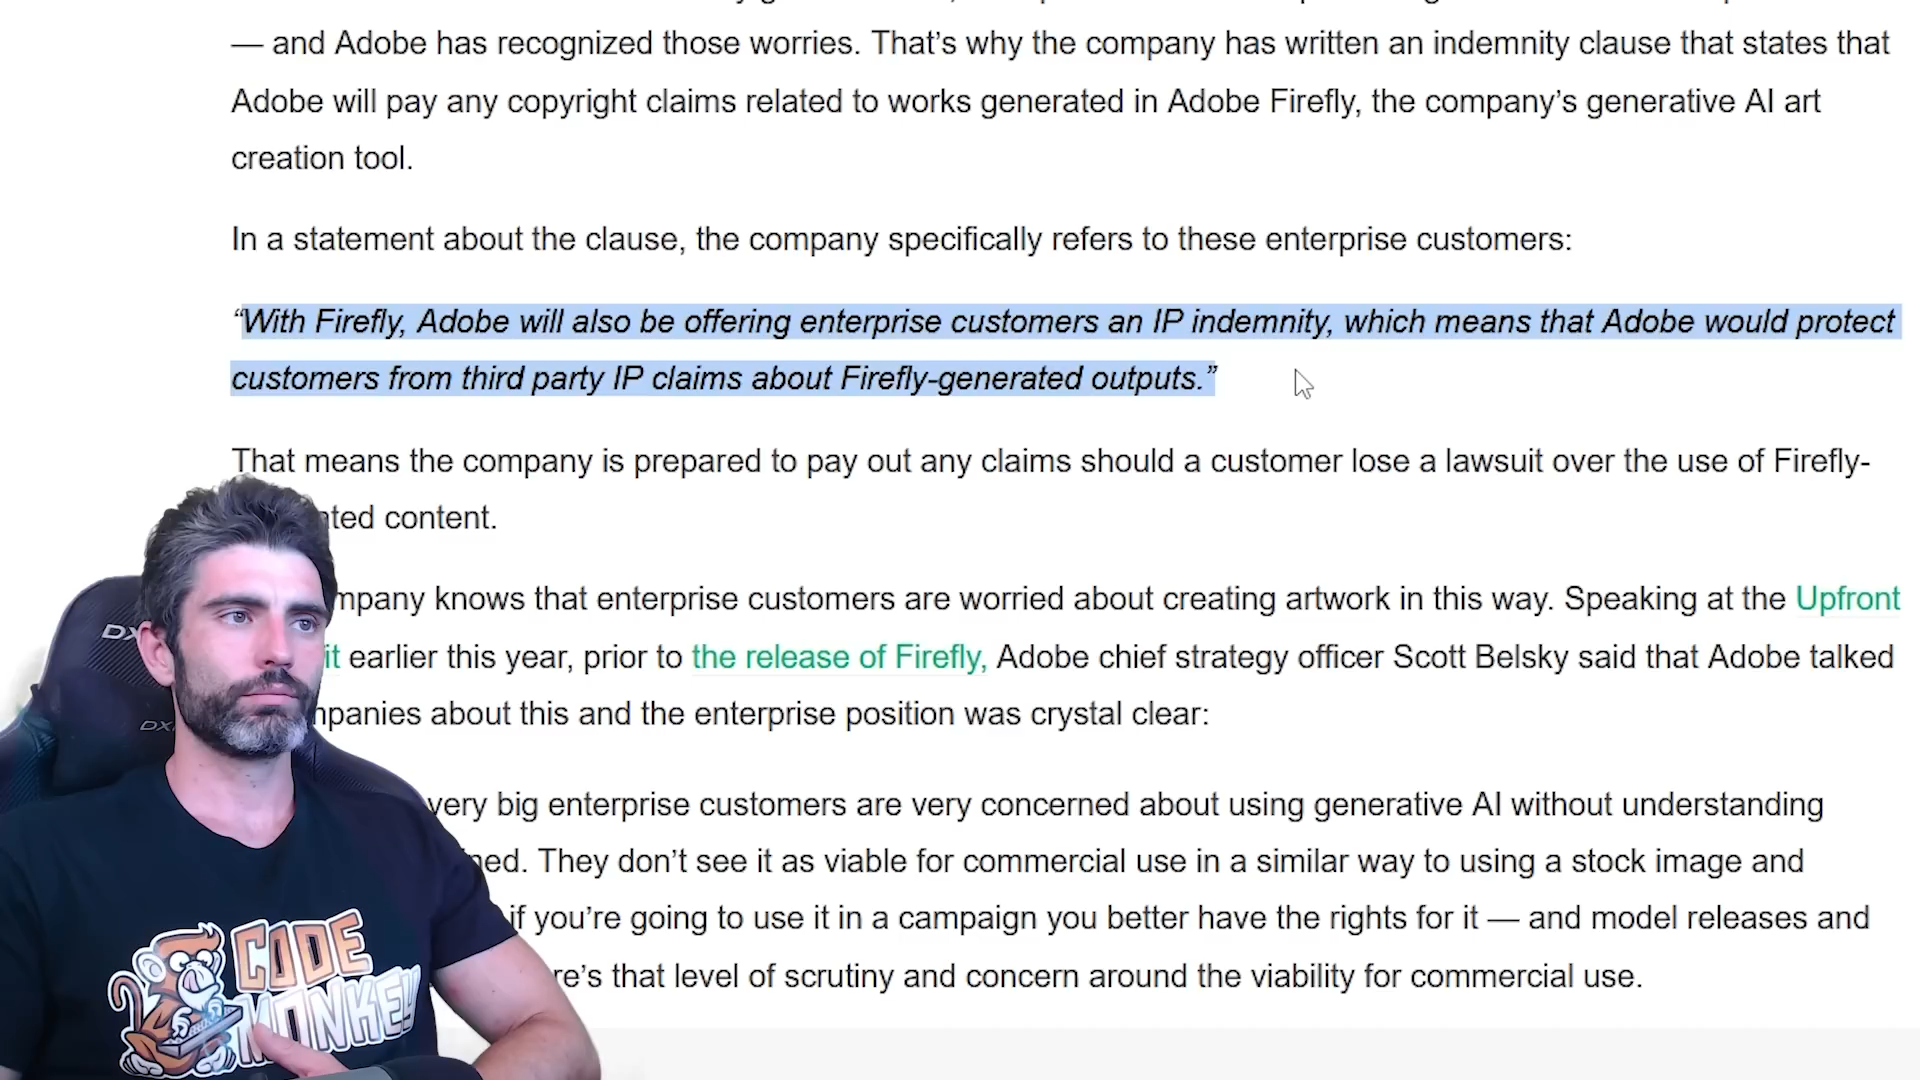 — and Adobe has recognized those worries. That’s why the company has written an indemnity clause that states that
Adobe will pay any copyright claims related to works generated in Adobe Firefly, the company’s generative AI art
creation tool.
In a statement about the clause, the company specifically refers to these enterprise customers:
“With Firefly, Adobe will also be offering enterprise customers an IP indemnity, which means that Adobe would protect
customers from third party IP claims about Firefly-generated outputs.”
That means the company is prepared to pay out any claims should a customer lose a lawsuit over the use of Firefly-
ated content.
mpany knows that enterprise customers are worried about creating artwork in this way. Speaking at the Upfront
it earlier this year, prior to the release of Firefly, Adobe chief strategy officer Scott Belsky said that Adobe talked
panies about this and the enterprise position was crystal clear:
very big enterprise customers are very concerned about using generative AI without understanding
ned. They don’t see it as viable for commercial use in a similar way to using a stock image and
if you’re going to use it in a campaign you better have the rights for it — and model releases and
re’s that level of scrutiny and concern around the viability for commercial use.
DX
DX
CODE
MONKEY